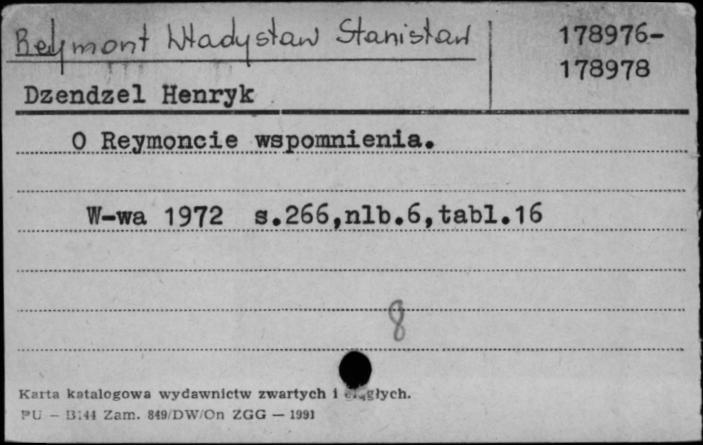 Reymont Władysław Stanisław
178976-
178978
Dzendzel Henryk
O Reymoncie wspomnienia.
W-wa 1972 s.266,nlb.6,tabl.16
8
Karta katalogowa wydawnictw zwartych i ciągłych.
PU – B.44 Zam. 849/DW/On ZGG — 1991